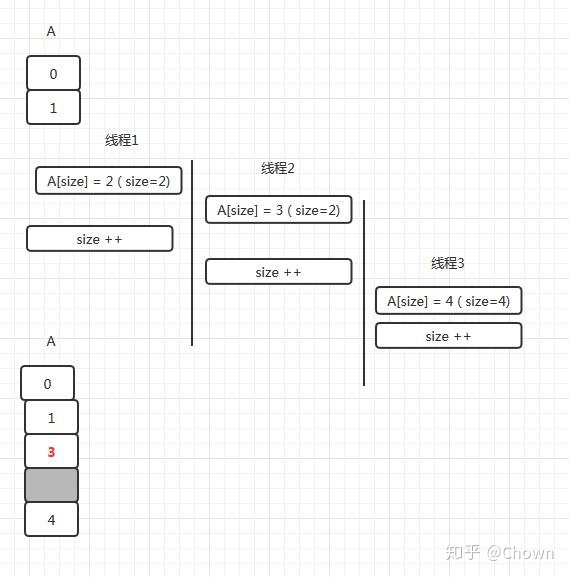 A
0
1
线程1
A[size] = 2 ( size=2)
size ++
线程2
A[size] = 3 ( size=2)
size ++
线程3
A[size] = 4 ( size=4)
size ++
A
0
1
3
4
知乎 @Chown